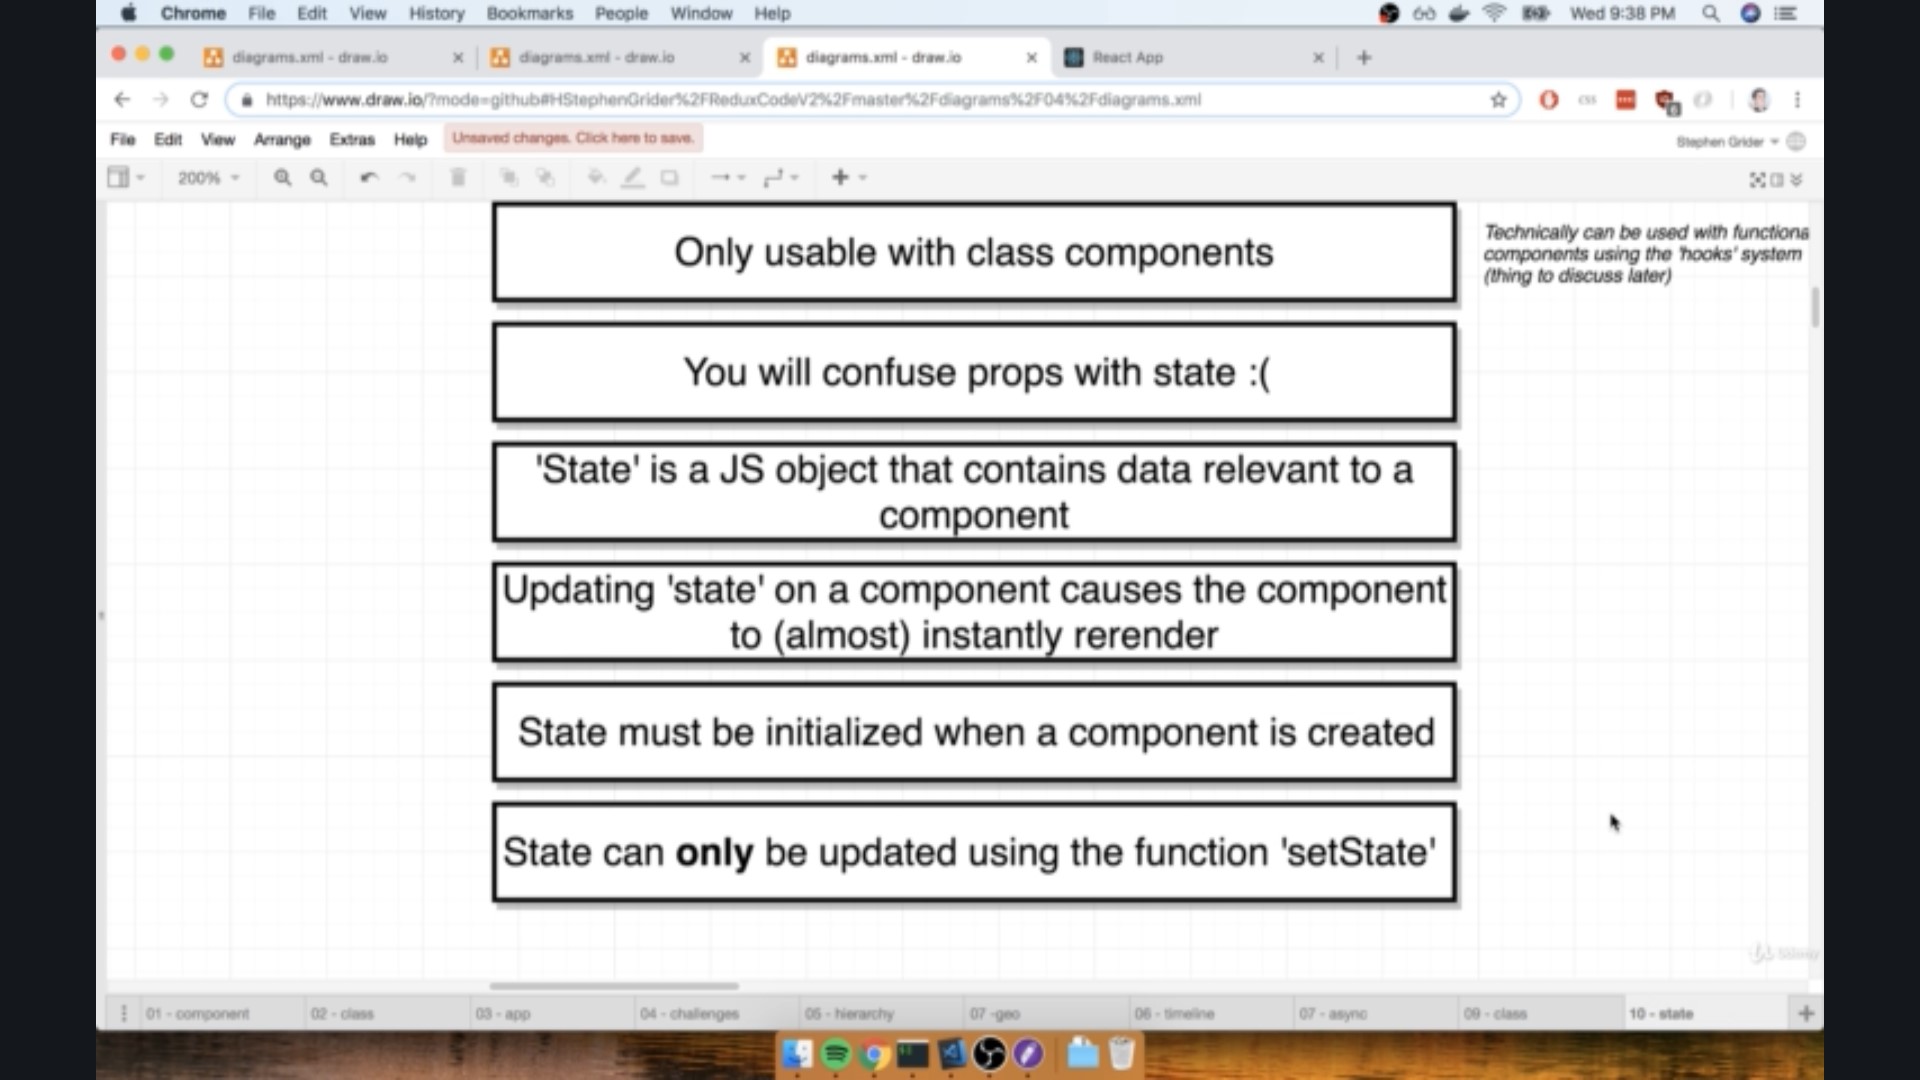 Chrome File Edit View History Bookmarks People Window Help Wed 9:38 PM
diagrams.xml - draw.io diagrams.xml - draw.io diagrams.xml - draw.io React App
https://www.draw.io/?mode=github#HStephenGrider%2FReduxCodeV2%2Fmaster%2Fdiagrams%2F04%2Fdiagrams.xml
File Edit View Arrange Extras Help Unsaved changes. Click here to save. Stephen Grider
200%
Only usable with class components
Technically can be used with functiona
components using the 'hooks' system
(thing to discuss later)
You will confuse props with state :(
'State' is a JS object that contains data relevant to a
component
Updating 'state' on a component causes the component
to (almost) instantly rerender
State must be initialized when a component is created
State can only be updated using the function 'setState'
Udemy
01 - component 02 - class 03 - app 04 - challenges 05 - hierarchy 07 -geo 06 - timeline 07 - async 09 - class 10 - state